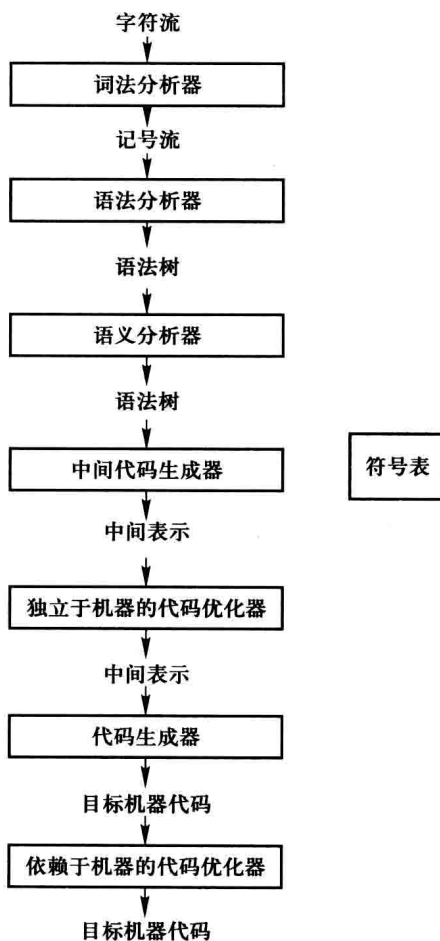 字符流
词法分析器
记号流
语法分析器
语法树
语义分析器
语法树
中间代码生成器
符号表
中间表示
独立于机器的代码优化器
中间表示
代码生成器
目标机器代码
依赖于机器的代码优化器
目标机器代码